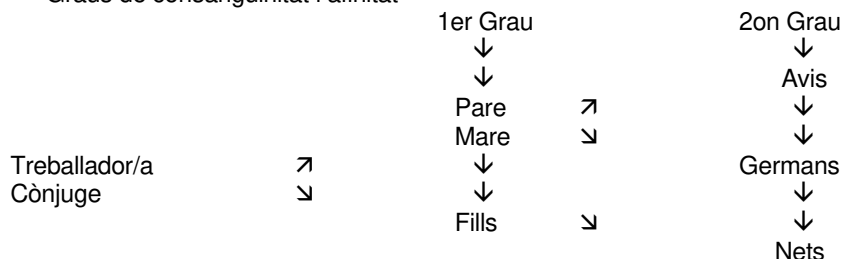 Graus de consanguinitat i afinitat
1er Grau 2on Grau
↓ ↓
↓ Avis
Pare ↗ ↓
Mare ↘ ↓
Treballador/a ↗ ↓ Germans
Cònjuge ↘ ↓ ↓
Fills ↘ ↓
Nets